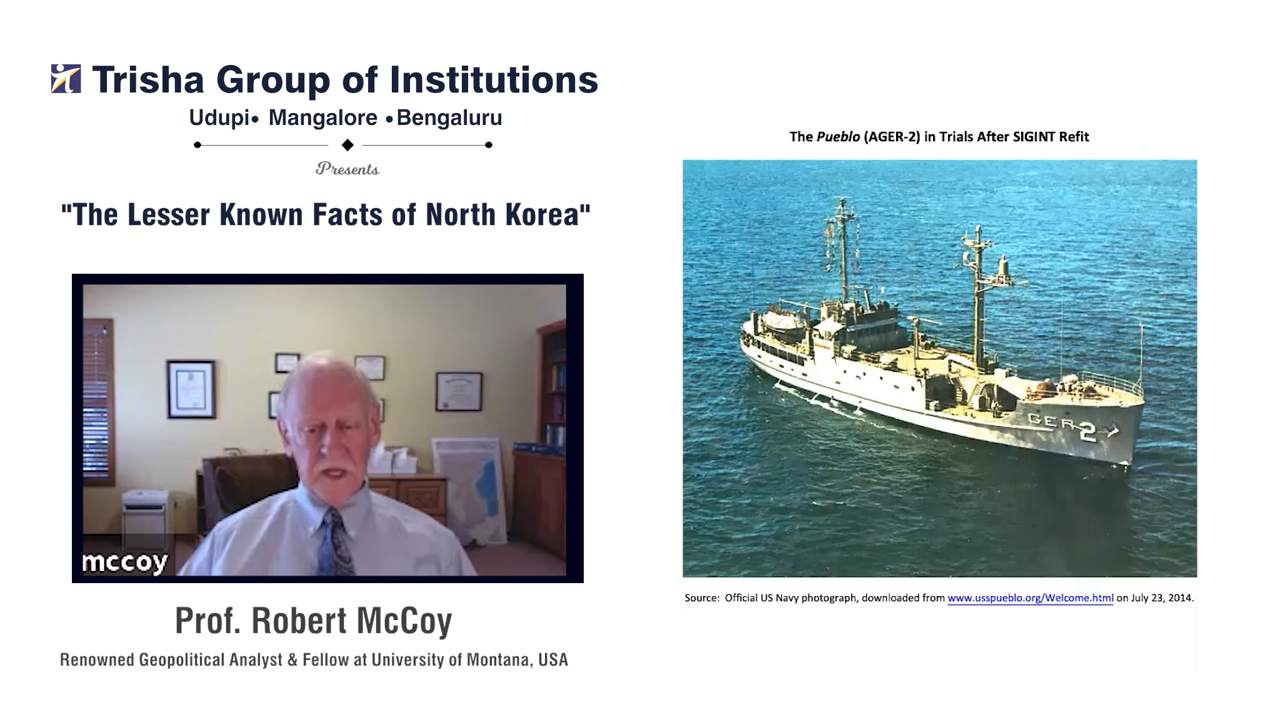 Trisha Group of Institutions
Udupi• Mangalore •Bengaluru
Presents
"The Lesser Known Facts of North Korea"
mccoy
Prof. Robert McCoy
Renowned Geopolitical Analyst & Fellow at University of Montana, USA
The Pueblo (AGER-2) in Trials After SIGINT Refit
GER
2
Source: Official US Navy photograph, downloaded from www.usspueblo.org/Welcome.html on July 23, 2014.